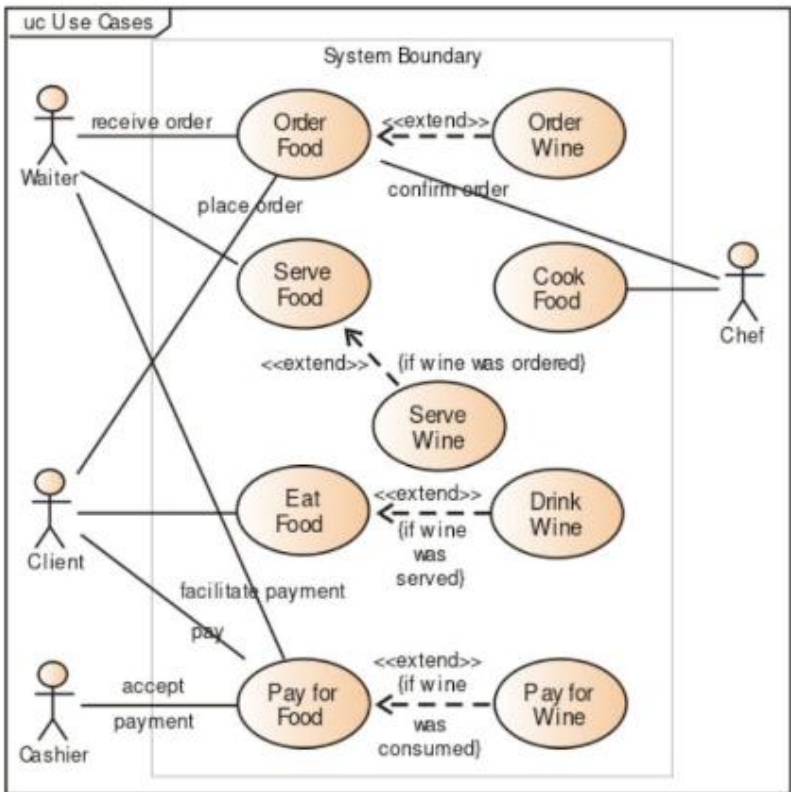 uc Use Cases
System Boundary
receive order
Order
Food
<<extend>>
Order
Wine
Waiter
place order
confirm order
Serve
Food
Cook
Food
Chef
<<extend>>
{if wine was ordered}
Serve
Wine
Eat
Food
<<extend>>
{if wine
was
served}
Drink
Wine
Client
facilitate payment
pay
accept
payment
Pay for
Food
<<extend>>
{if wine
was
consumed}
Pay for
Wine
Cashier